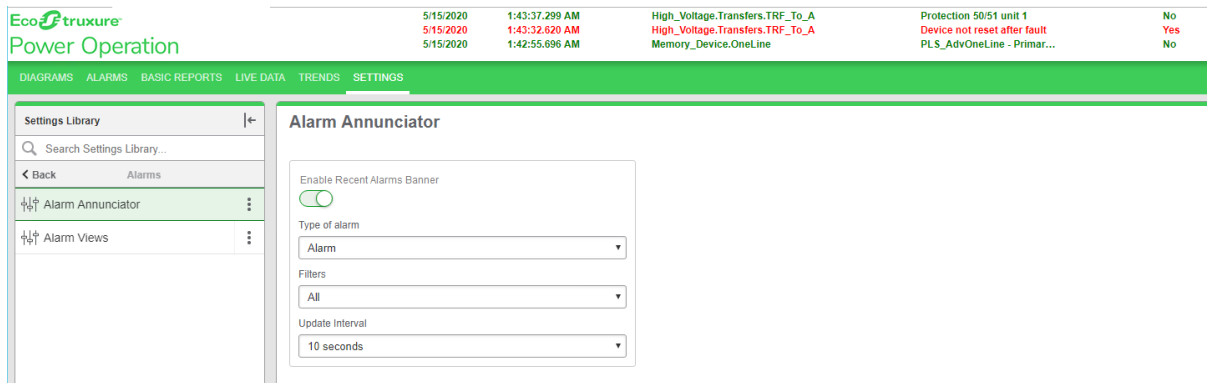 EcoStruxure
Power Operation
5/15/2020 1:43:37.299 AM High_Voltage.Transfers.TRF_To_A Protection 50/51 unit 1 No
5/15/2020 1:43:32.620 AM High_Voltage.Transfers.TRF_To_A Device not reset after fault Yes
5/15/2020 1:42:55.696 AM Memory_Device.OneLine PLS_AdvOneLine - Primar... No
DIAGRAMS ALARMS BASIC REPORTS LIVE DATA TRENDS SETTINGS
Settings Library
Search Settings Library...
Back Alarms
Alarm Annunciator
Alarm Views
Alarm Annunciator
Enable Recent Alarms Banner
Type of alarm
Alarm
Filters
All
Update Interval
10 seconds